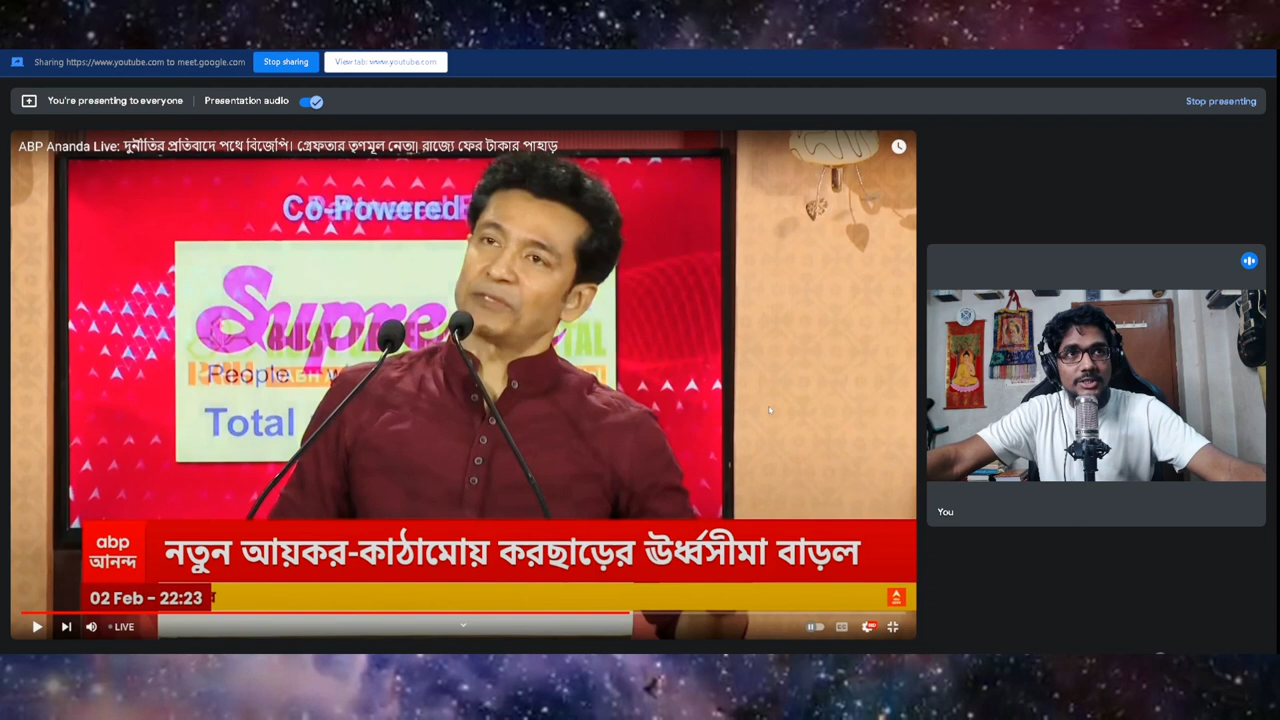 Sharing https://www.youtube.com to meet.google.com
Stop sharing
View tab: www.youtube.com
You're presenting to everyone
Presentation audio
Stop presenting
ABP Ananda Live: দুর্নীতির প্রতিবাদে পথে বিজেপি। গ্রেফতার তৃণমূল নেতা| রাজ্যে ফের টাকার পাহাড়
Co-Powered
Supre
People
Total
abp
আনন্দ
নতুন আয়কর-কাঠামোয় করছাড়ের ঊর্ধ্বসীমা বাড়ল
02 Feb - 22:23
LIVE
You